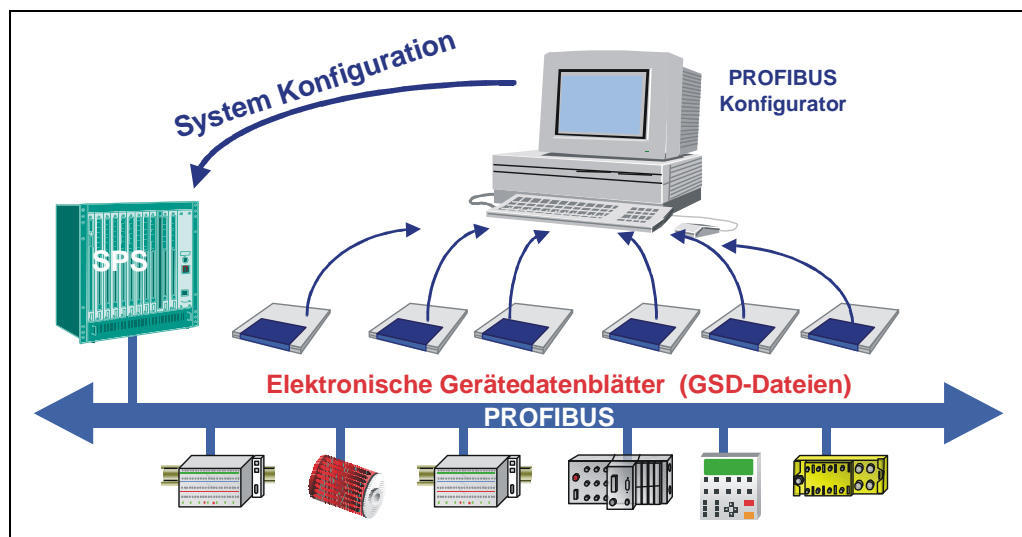 System Konfiguration
PROFIBUS
Konfigurator
SPS
Elektronische Gerätedatenblätter (GSD-Dateien)
PROFIBUS